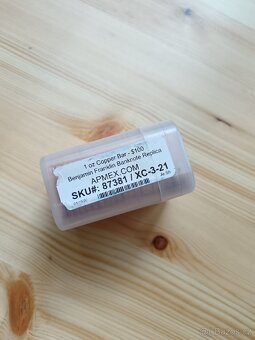 1 oz Copper Bar - $100
Benjamin Franklin Banknote Replica
APMEX.COM
SKU#: 87381 / XC-3-21